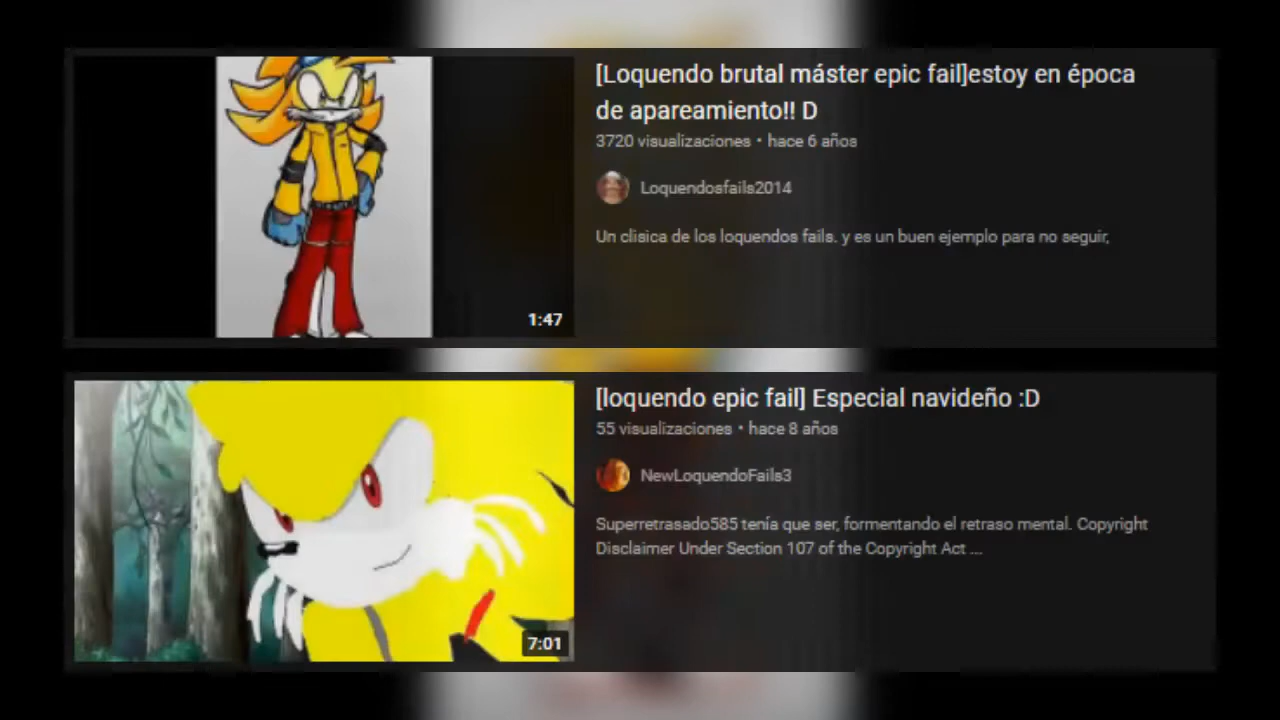 [Loquendo brutal máster epic fail]estoy en época
de apareamiento!! D
3720 visualizaciones • hace 6 años
Loquendosfails2014
Un clisica de los loquendos fails. y es un buen ejemplo para no seguir,
1:47
[loquendo epic fail] Especial navideño :D
55 visualizaciones • hace 8 años
NewLoquendoFails3
Superretrasado585 tenía que ser, formentando el retraso mental. Copyright
Disclaimer Under Section 107 of the Copyright Act ...
7:01